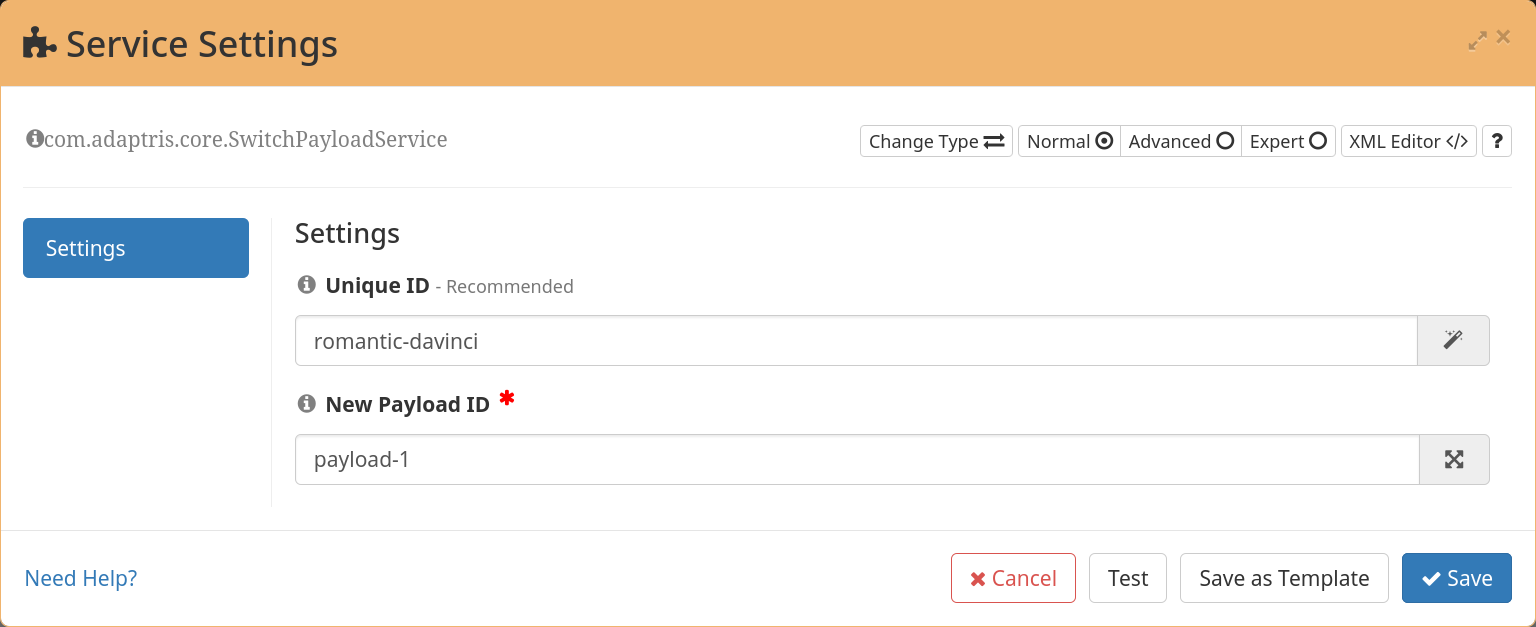 Service Settings
com.adaptris.core.SwitchPayloadService
Change Type
Normal
Advanced
Expert
XML Editor </>
?
Settings
Settings
Unique ID - Recommended
romantic-davinci
New Payload ID *
payload-1
Need Help?
Cancel
Test
Save as Template
Save